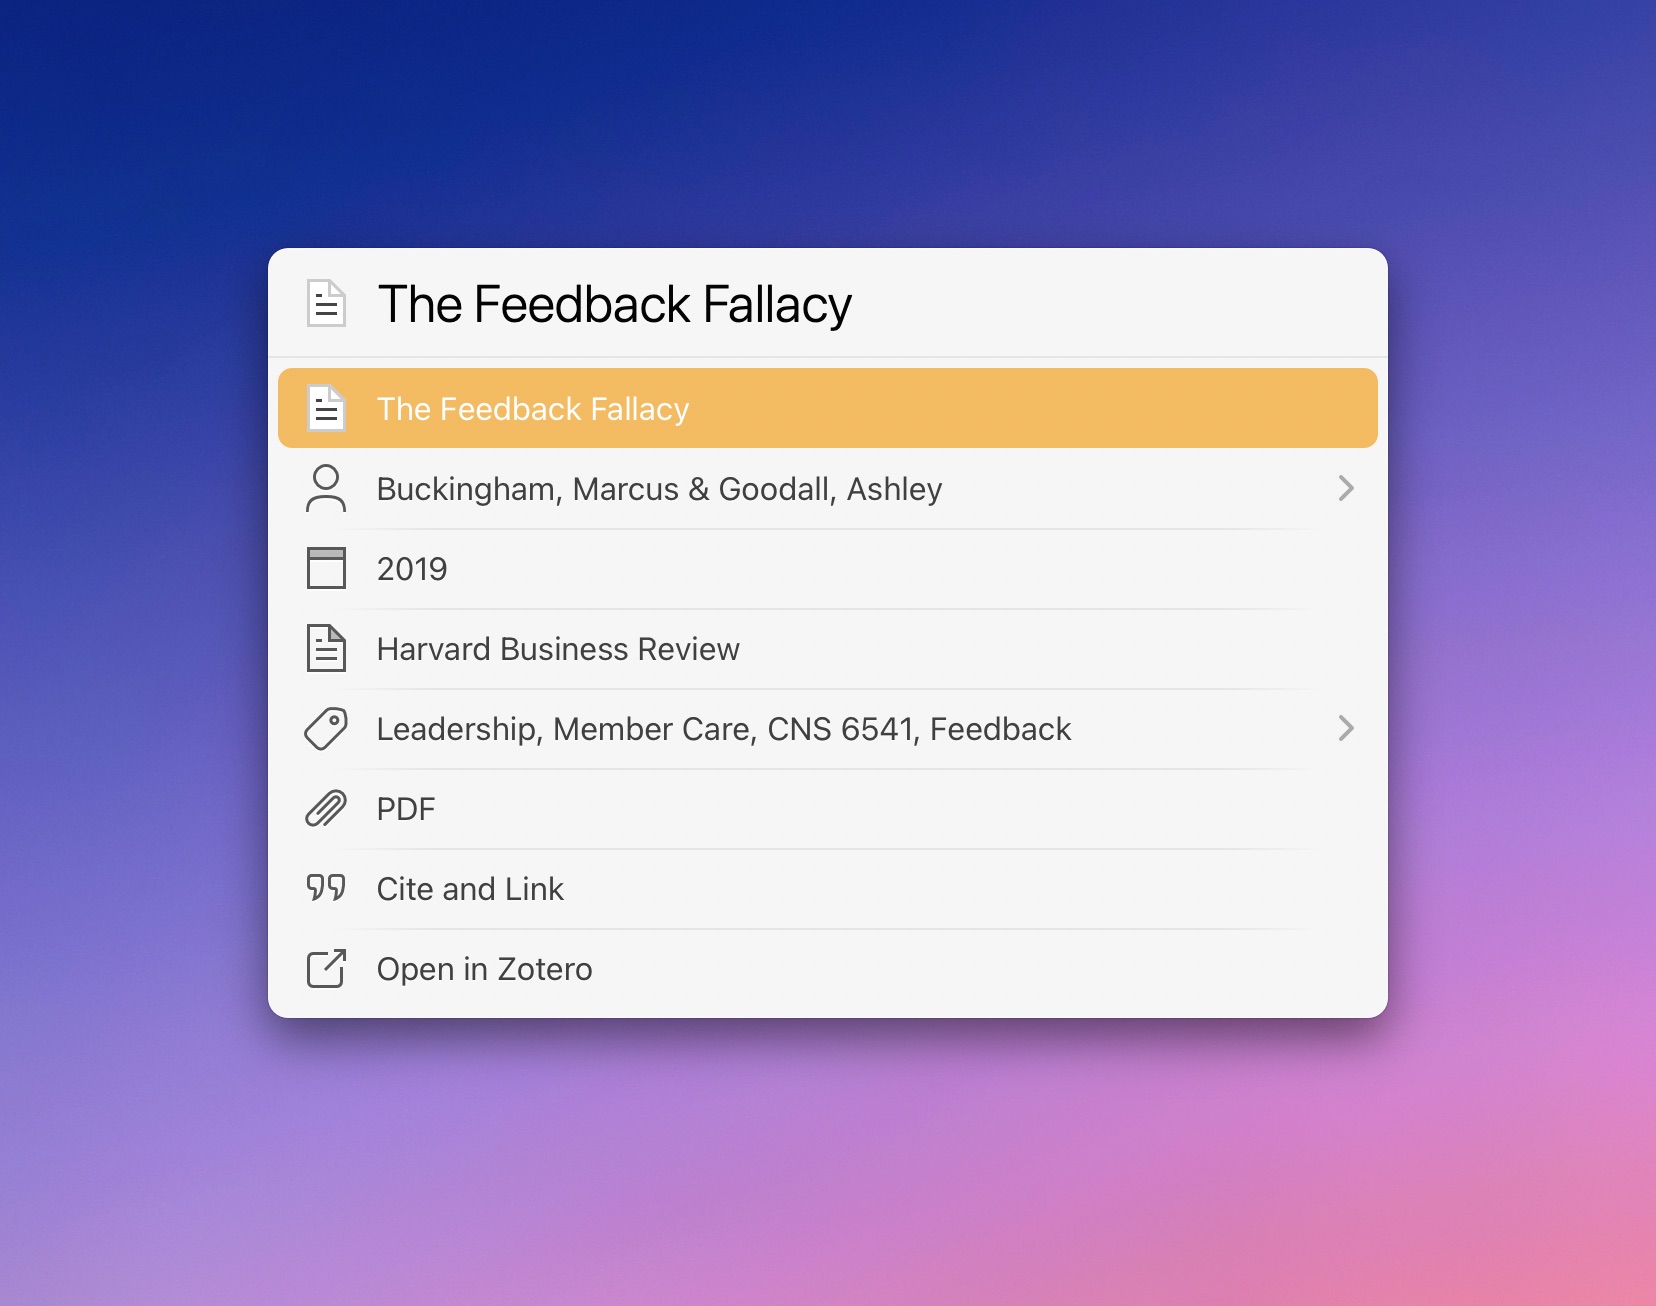 The Feedback Fallacy
The Feedback Fallacy
Buckingham, Marcus & Goodall, Ashley
2019
Harvard Business Review
Leadership, Member Care, CNS 6541, Feedback
PDF
Cite and Link
Open in Zotero